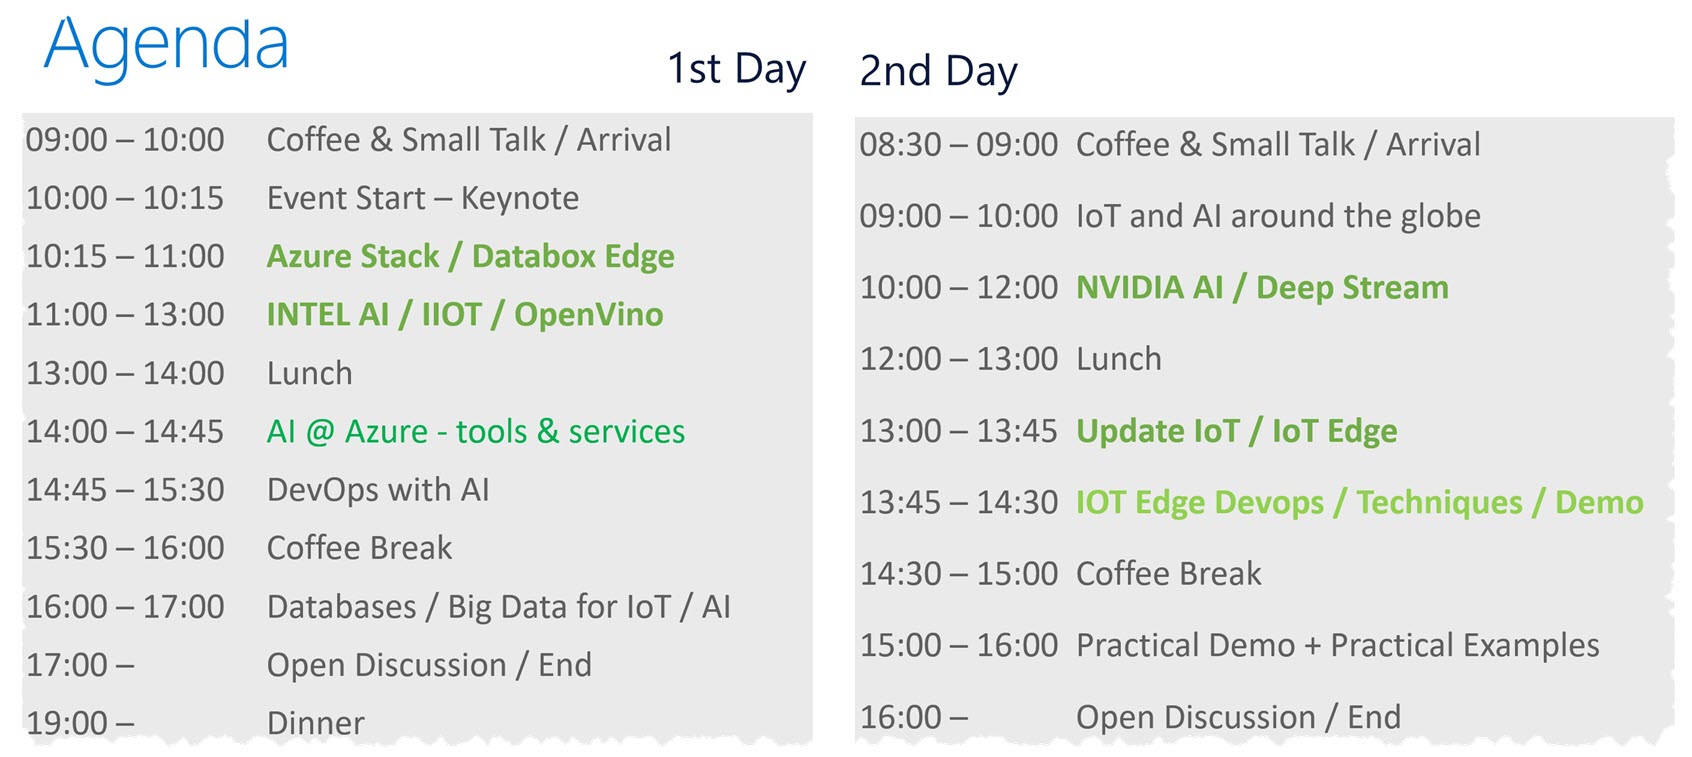 Agenda
1st Day
09:00 – 10:00 Coffee & Small Talk / Arrival
10:00 – 10:15 Event Start – Keynote
10:15 – 11:00 Azure Stack / Databox Edge
11:00 – 13:00 INTEL AI / IIOT / OpenVino
13:00 – 14:00 Lunch
14:00 – 14:45 AI @ Azure - tools & services
14:45 – 15:30 DevOps with AI
15:30 – 16:00 Coffee Break
16:00 – 17:00 Databases / Big Data for IoT / AI
17:00 – Open Discussion / End
19:00 – Dinner
2nd Day
08:30 – 09:00 Coffee & Small Talk / Arrival
09:00 – 10:00 IoT and AI around the globe
10:00 – 12:00 NVIDIA AI / Deep Stream
12:00 – 13:00 Lunch
13:00 – 13:45 Update IoT / IoT Edge
13:45 – 14:30 IOT Edge Devops / Techniques / Demo
14:30 – 15:00 Coffee Break
15:00 – 16:00 Practical Demo + Practical Examples
16:00 – Open Discussion / End